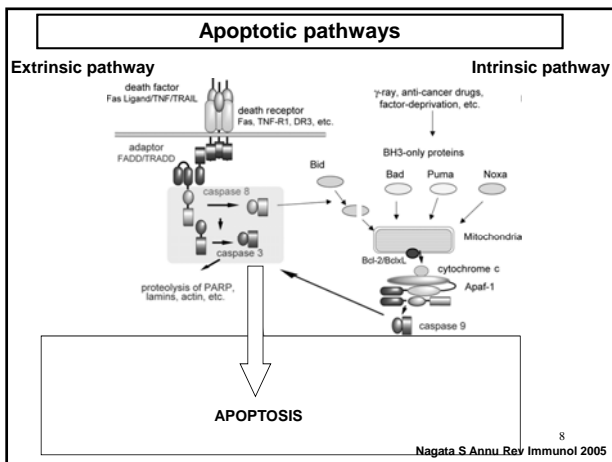 Apoptotic pathways
Extrinsic pathway
Intrinsic pathway
death factor
Fas Ligand/TNF/TRAIL
death receptor
Fas, TNF-R1, DR3, etc.
adaptor
FADD/TRADD
caspase 8
caspase 3
proteolysis of PARP,
lamins, actin, etc.
γ-ray, anti-cancer drugs,
factor-deprivation, etc.
BH3-only proteins
Bid
Bad
Puma
Noxa
Mitochondria
Bcl-2/BclxL
cytochrome c
Apaf-1
caspase 9
APOPTOSIS
8
Nagata S Annu Rev Immunol 2005